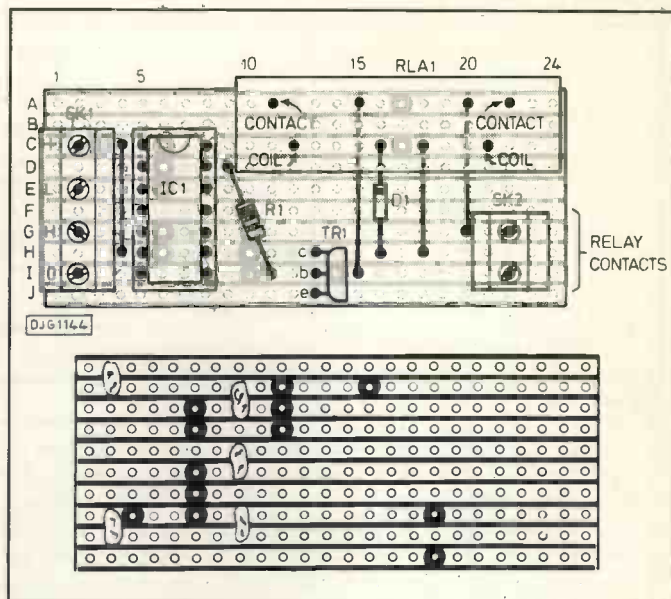 1 5 10 15 RLA1 20 24
A
SK1
B
CONTACT CONTACT
C +
COIL COIL
D
E L IC1
R1 D1
F
SK2
G H
TR1
c
RELAY
H
CONTACTS
b
I D
e
J
DJG1144